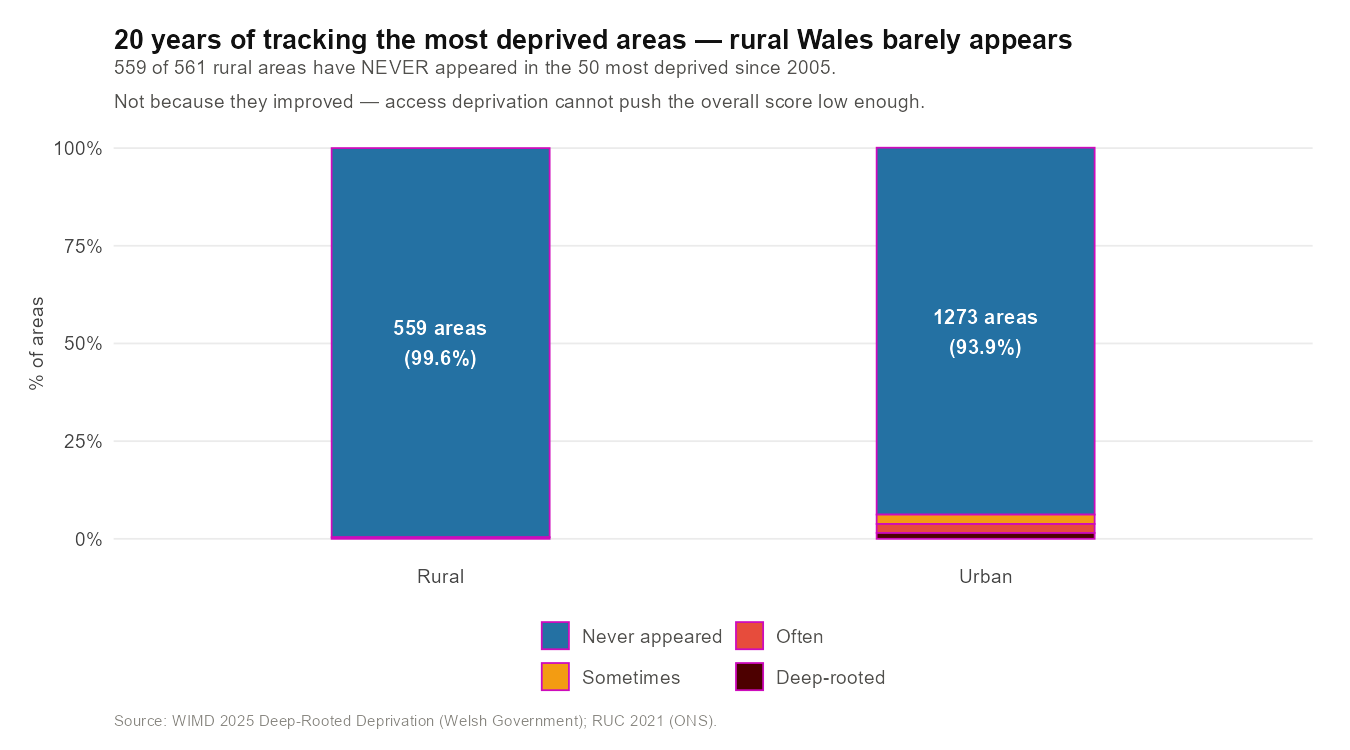 20 years of tracking the most deprived areas — rural Wales barely appears
559 of 561 rural areas have NEVER appeared in the 50 most deprived since 2005.
Not because they improved — access deprivation cannot push the overall score low enough.
100%
75%
50%
25%
0%
% of areas
559 areas
(99.6%)
1273 areas
(93.9%)
Rural
Urban
Never appeared
Often
Sometimes
Deep-rooted
Source: WIMD 2025 Deep-Rooted Deprivation (Welsh Government); RUC 2021 (ONS).